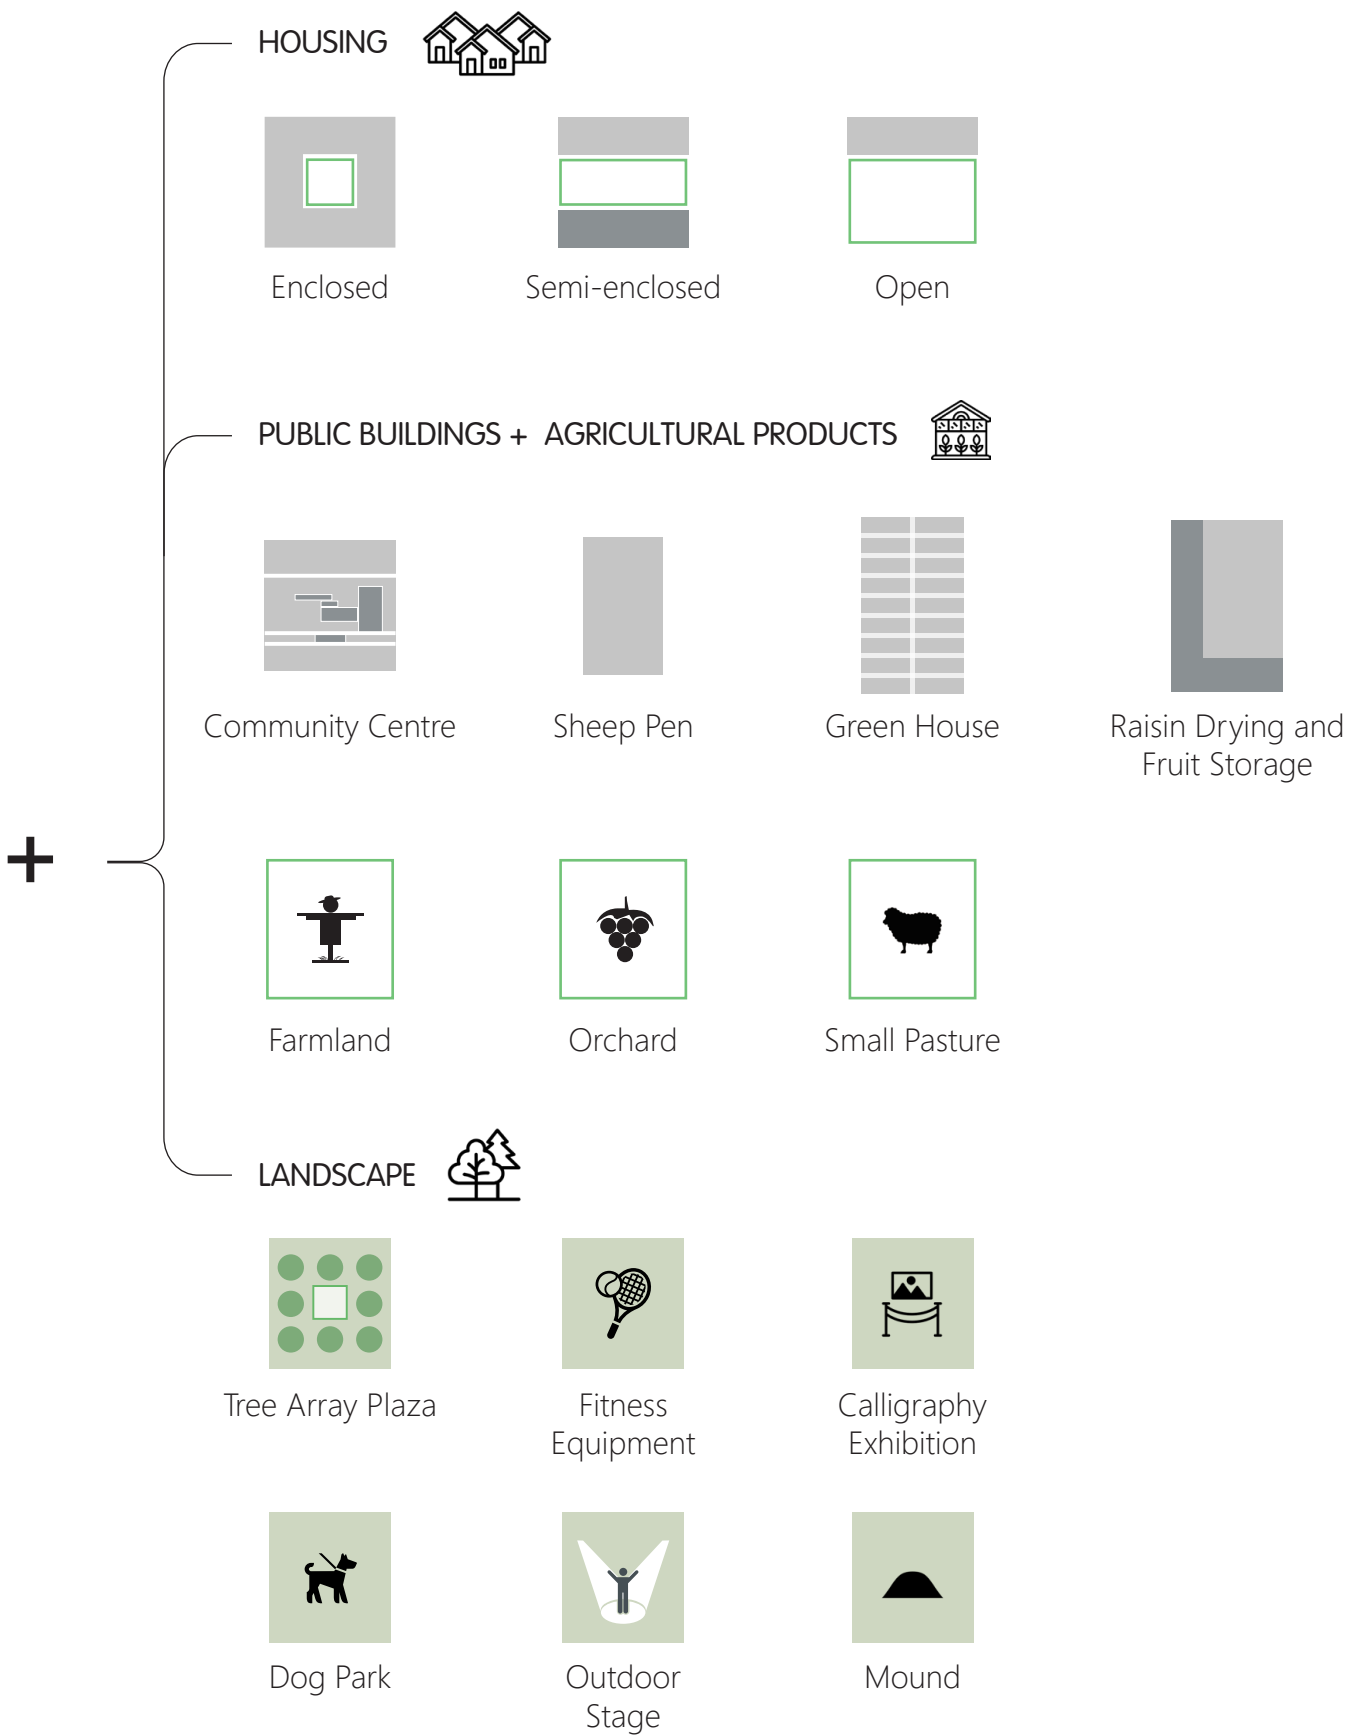 HOUSING
Enclosed
Semi-enclosed
Open
PUBLIC BUILDINGS + AGRICULTURAL PRODUCTS
Community Centre
Sheep Pen
Green House
Raisin Drying and
Fruit Storage
+
Farmland
Orchard
Small Pasture
LANDSCAPE
Tree Array Plaza
Fitness
Equipment
Calligraphy
Exhibition
Dog Park
Outdoor
Stage
Mound